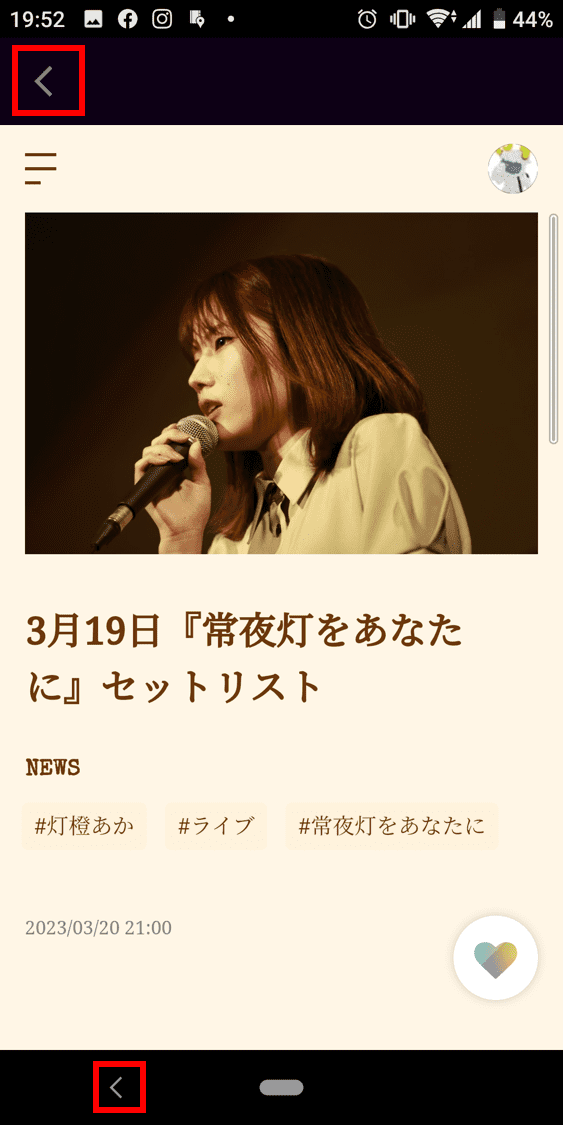 19:52
44%
3月19日『常夜灯をあなた
に』セットリスト
NEWS
#灯橙あか #ライブ #常夜灯をあなたに
2023/03/20 21:00